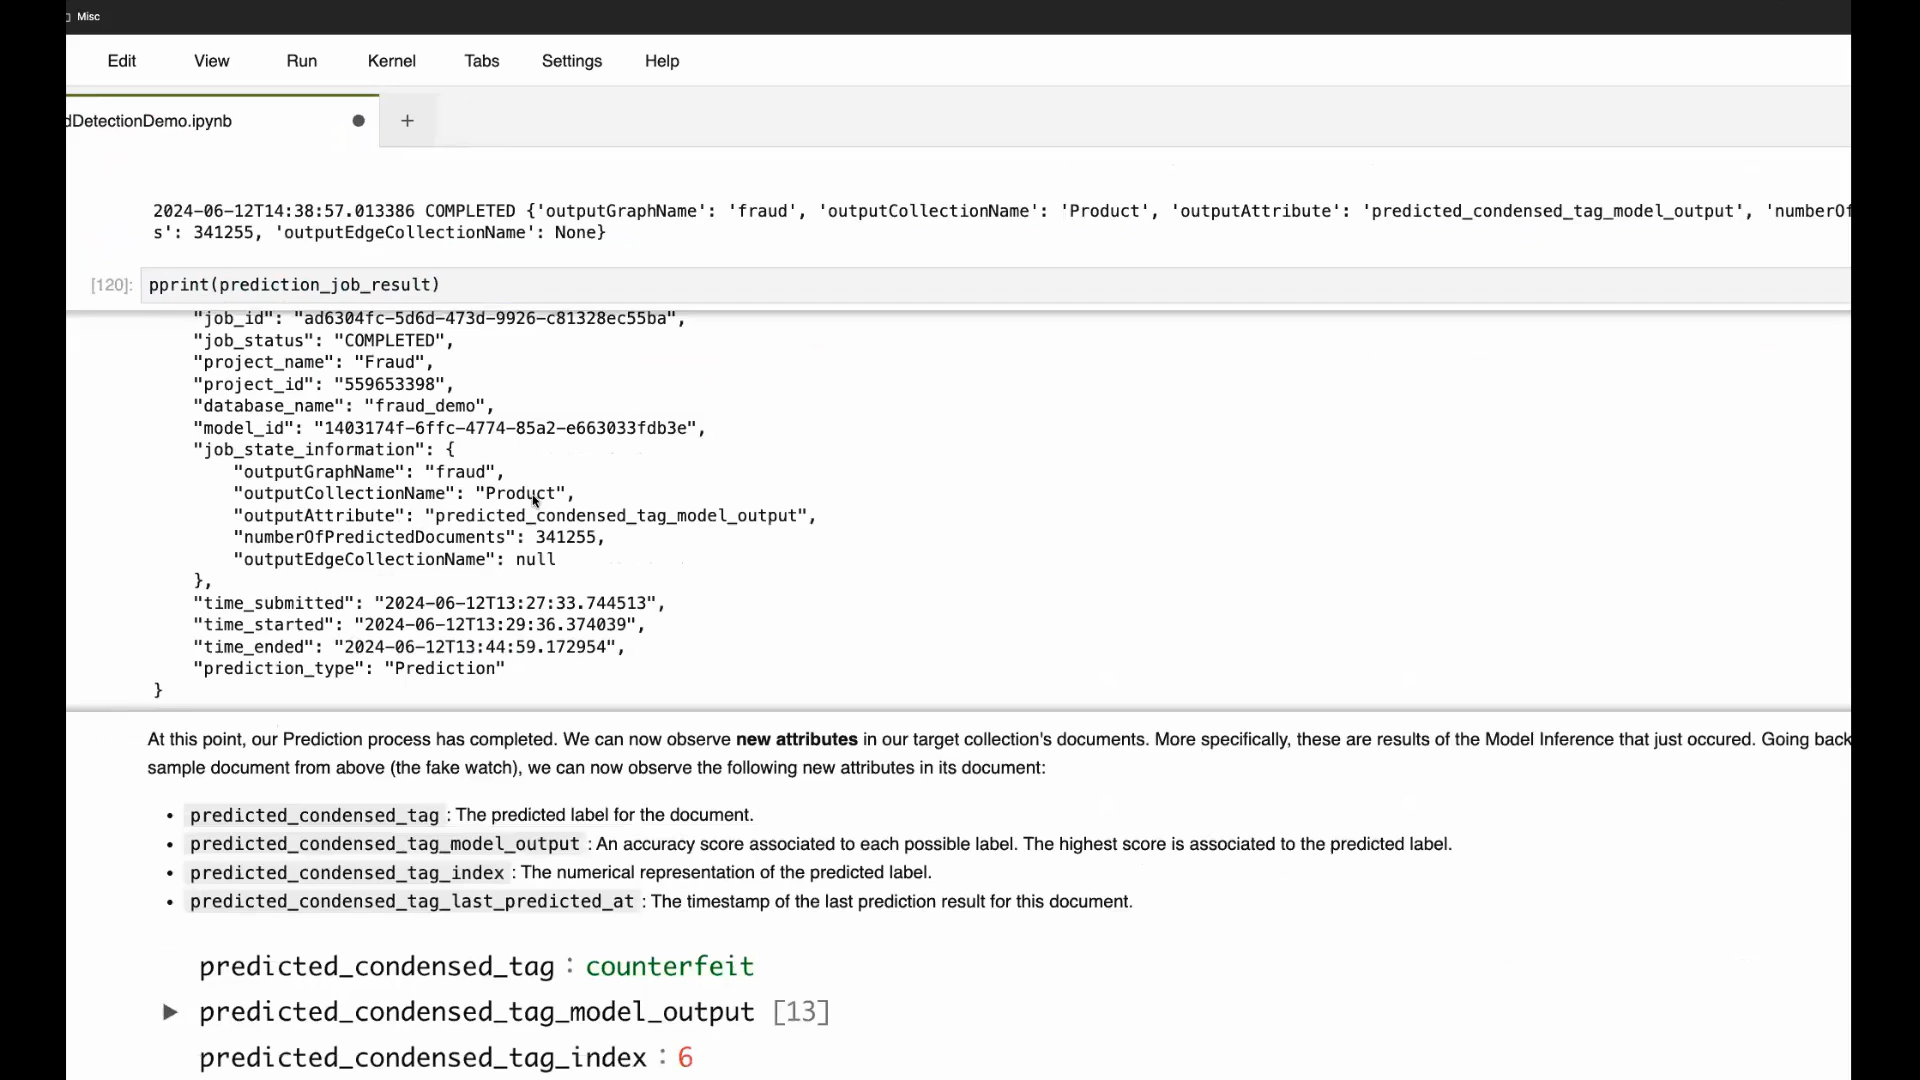 Misc
Edit View Run Kernel Tabs Settings Help
dDetectionDemo.ipynb
2024-06-12T14:38:57.013386 COMPLETED {'outputGraphName': 'fraud', 'outputCollectionName': 'Product', 'outputAttribute': 'predicted_condensed_tag_model_output', 'numberOf
s': 341255, 'outputEdgeCollectionName': None}
[120]: pprint(prediction_job_result)
"job_id": "ad6304fc-5d6d-473d-9926-c81328ec55ba",
"job_status": "COMPLETED",
"project_name": "Fraud",
"project_id": "559653398",
"database_name": "fraud_demo",
"model_id": "1403174f-6ffc-4774-85a2-e663033fdb3e",
"job_state_information": {
"outputGraphName": "fraud",
"outputCollectionName": "Product",
"outputAttribute": "predicted_condensed_tag_model_output",
"numberOfPredictedDocuments": 341255,
"outputEdgeCollectionName": null
},
"time_submitted": "2024-06-12T13:27:33.744513",
"time_started": "2024-06-12T13:29:36.374039",
"time_ended": "2024-06-12T13:44:59.172954",
"prediction_type": "Prediction"
}
At this point, our Prediction process has completed. We can now observe new attributes in our target collection's documents. More specifically, these are results of the Model Inference that just occured. Going back
sample document from above (the fake watch), we can now observe the following new attributes in its document:
• predicted_condensed_tag : The predicted label for the document.
• predicted_condensed_tag_model_output : An accuracy score associated to each possible label. The highest score is associated to the predicted label.
• predicted_condensed_tag_index : The numerical representation of the predicted label.
• predicted_condensed_tag_last_predicted_at : The timestamp of the last prediction result for this document.
predicted_condensed_tag : counterfeit
predicted_condensed_tag_model_output [13]
predicted_condensed_tag_index : 6